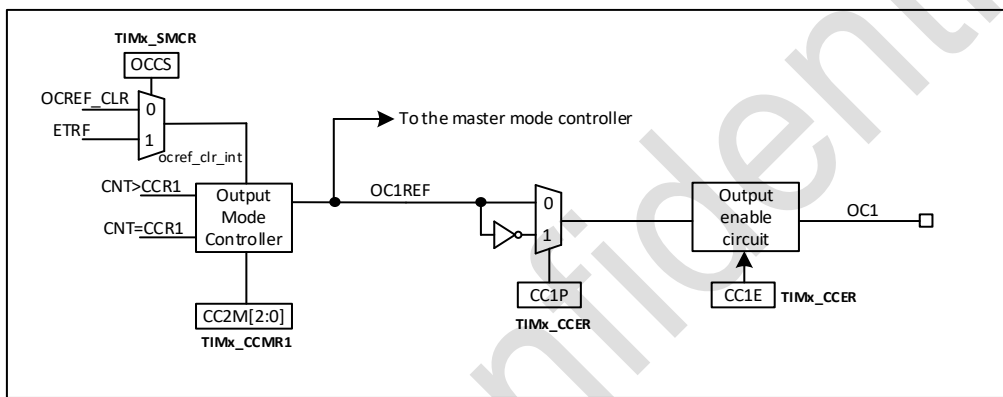 TIMx_SMCR
OCCS
OCREF_CLR
0
ETRF
1
ocref_clr_int
To the master mode controller
CNT>CCR1
CNT=CCR1
Output
Mode
Controller
OC1REF
0
1
Output
enable
circuit
OC1
CC2M[2:0]
TIMx_CCMR1
CC1P
TIMx_CCER
CC1E
TIMx_CCER
nfident